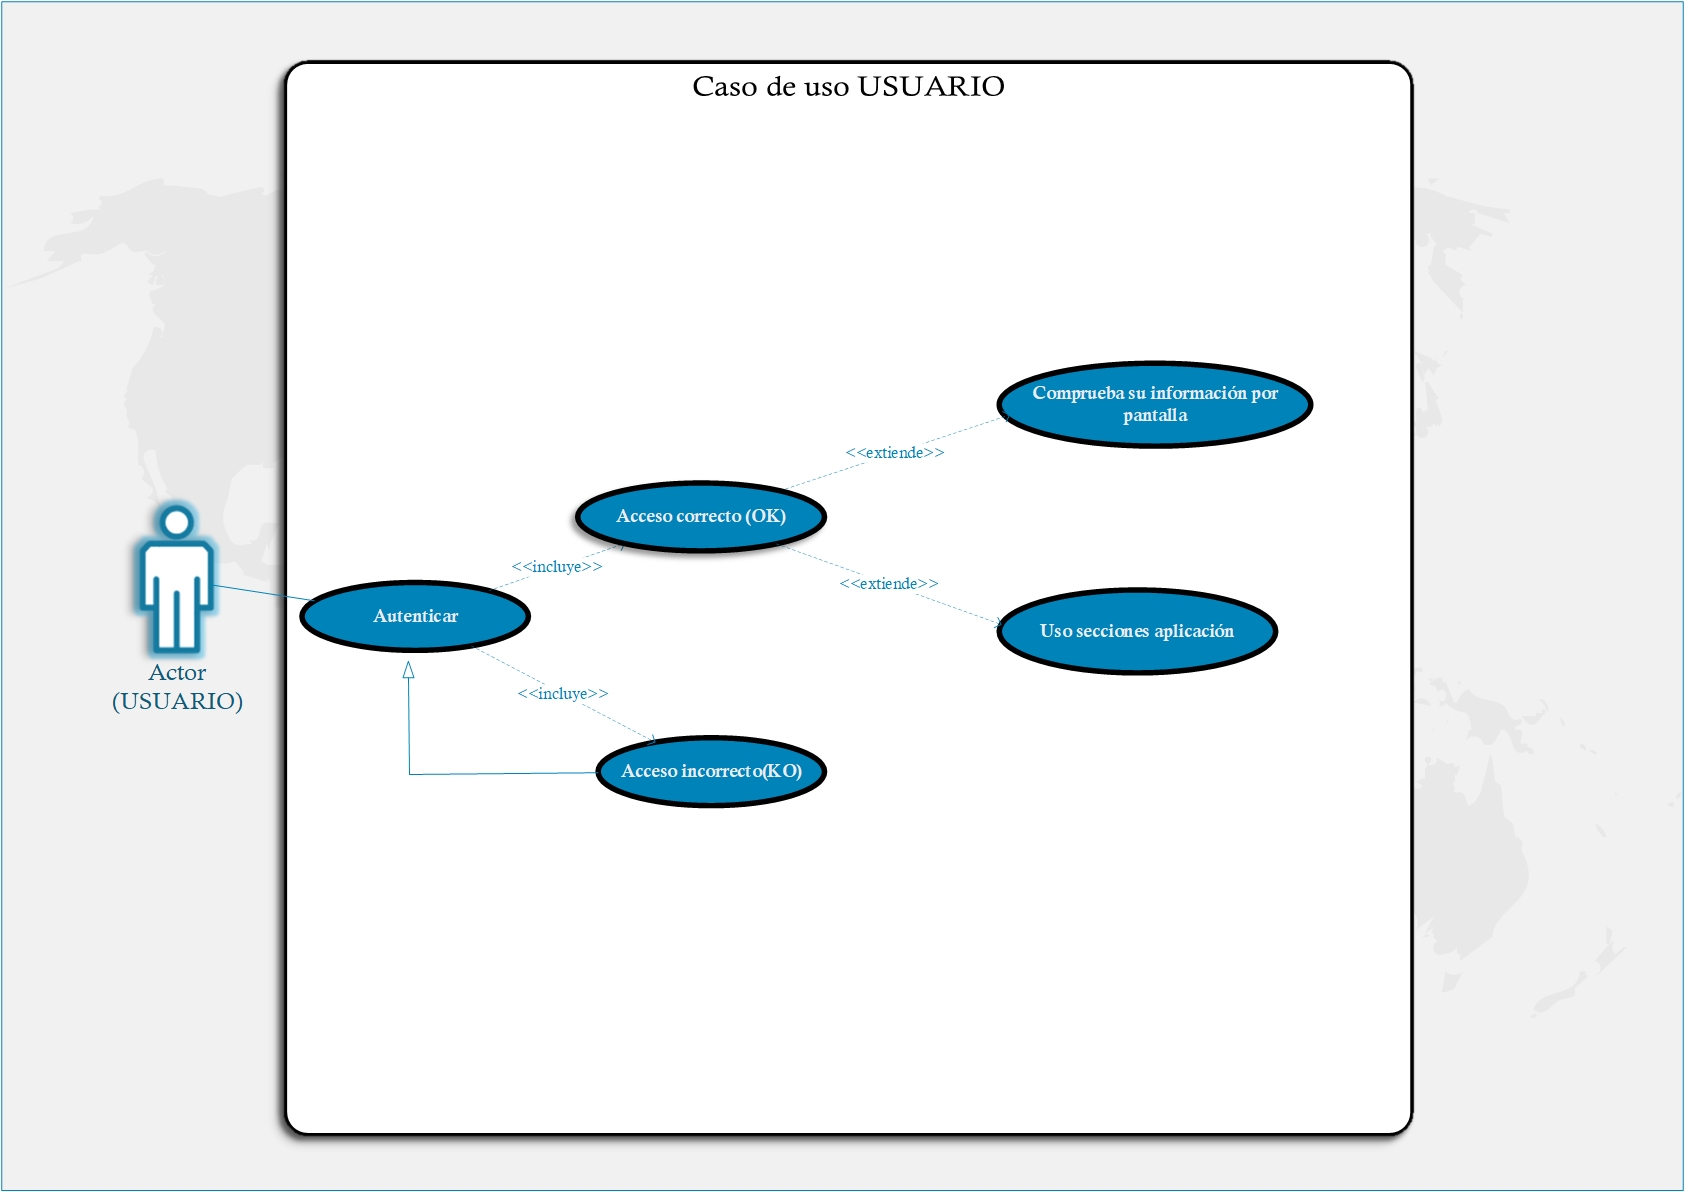 Caso de uso USUARIO
Comprueba su información por
pantalla
<<extiende>>
Acceso correcto (OK)
<<incluye>>
<<extiende>>
Autenticar
Uso secciones aplicación
Actor
(USUARIO)
<<incluye>>
Acceso incorrecto(KO)